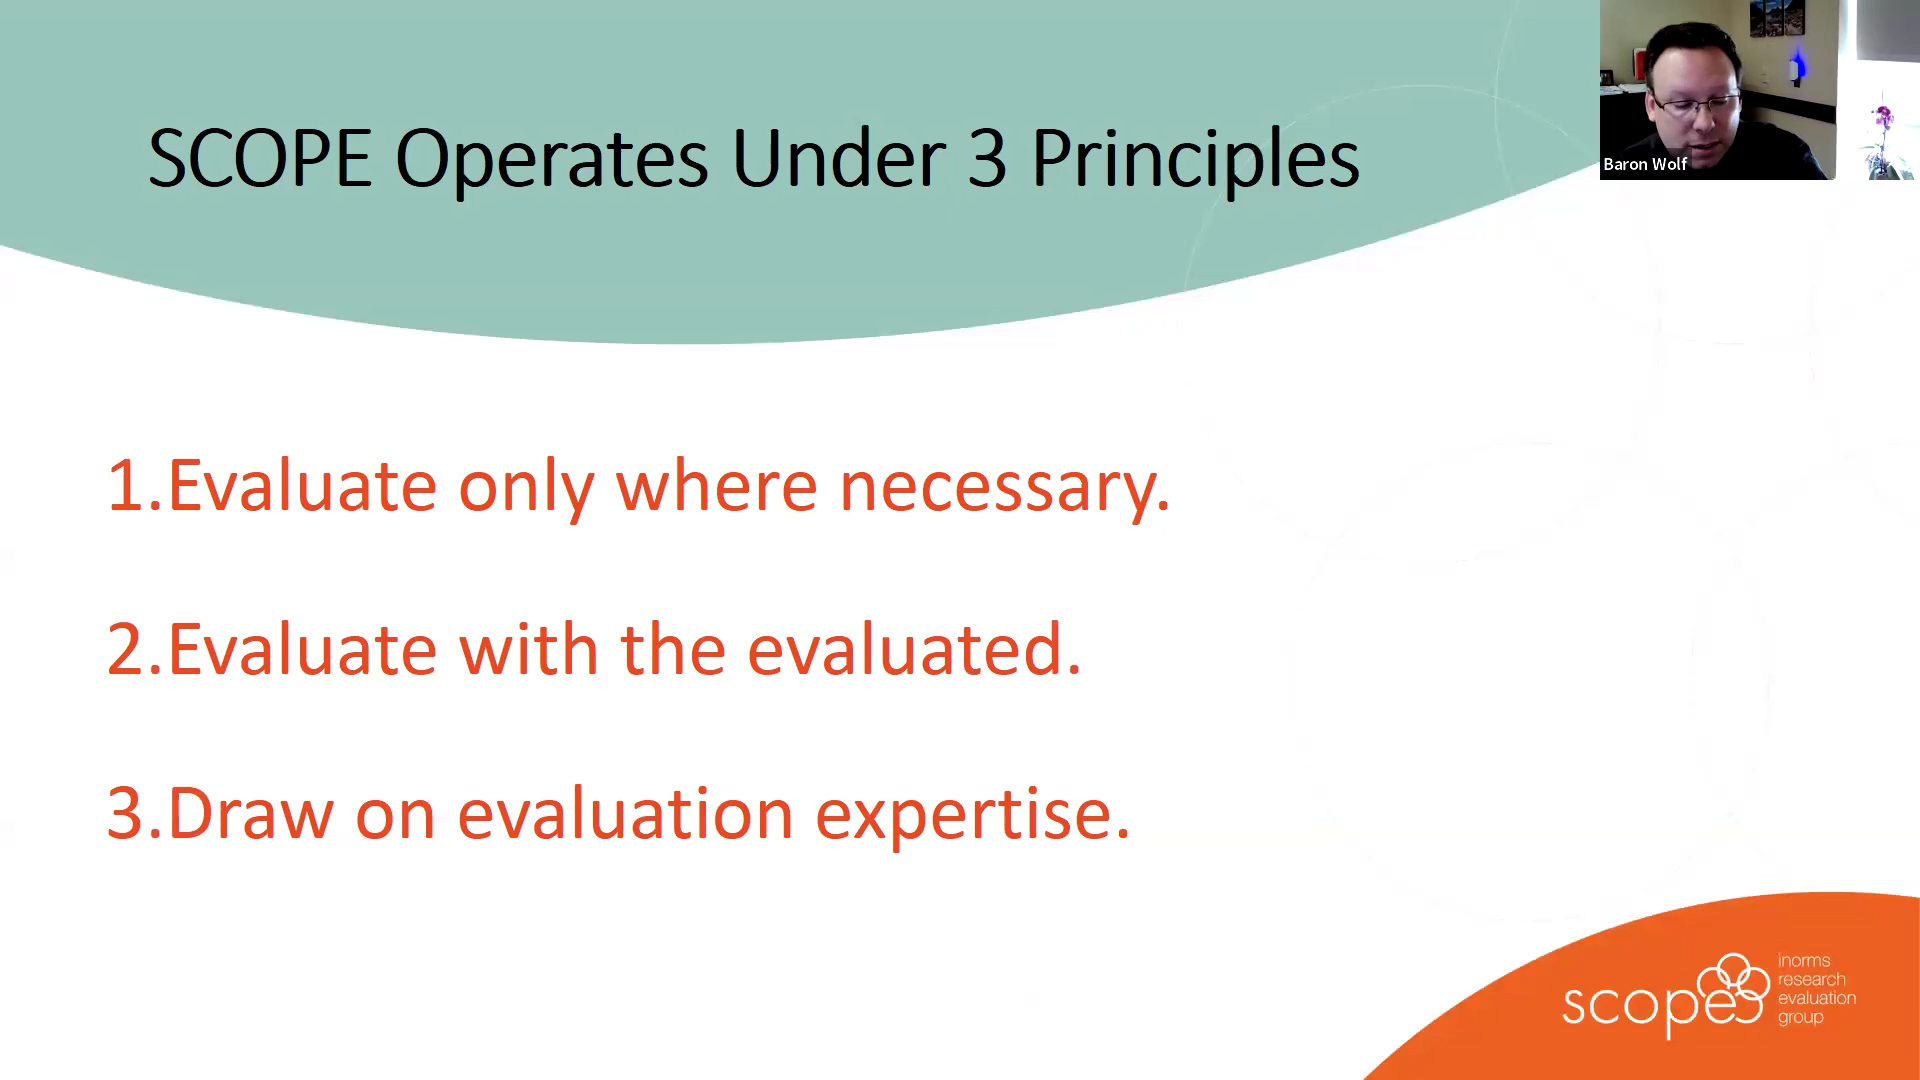 SCOPE Operates Under 3 Principles
Baron Wolf
1.Evaluate only where necessary.
2.Evaluate with the evaluated.
3.Draw on evaluation expertise.
scope
inorms
research
evaluation
group